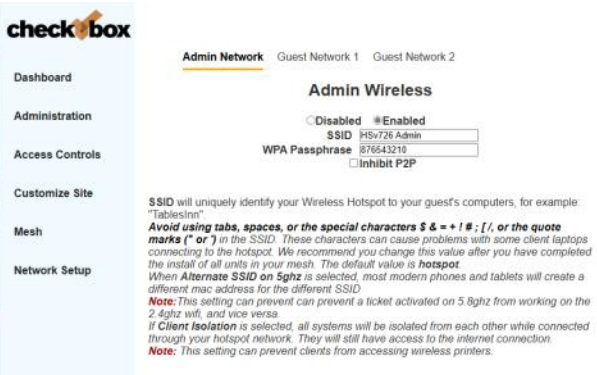 check box
Admin Network Guest Network 1 Guest Network 2
Dashboard
Admin Wireless
Administration
Disabled Enabled
SSID HSv726 Admin
WPA Passphrase 876543210
Inhibit P2P
Access Controls
Customize Site
Mesh
Network Setup
SSID will uniquely identify your Wireless Hotspot to your guest's computers, for example:
"TablesInn".
Avoid using tabs, spaces, or the special characters $ & = + ! # ; [ /, or the quote
marks (" or ') in the SSID. These characters can cause problems with some client laptops
connecting to the hotspot. We recommend you change this value after you have completed
the install of all units in your mesh. The default value is hotspot.
When Alternate SSID on 5ghz is selected, most modern phones and tablets will create a
different mac address for the different SSID
Note:This setting can prevent can prevent a ticket activated on 5.8ghz from working on the
2.4ghz wifi, and vice versa.
If Client Isolation is selected, all systems will be isolated from each other while connected
through your hotspot network. They will still have access to the internet connection.
Note: This setting can prevent clients from accessing wireless printers.